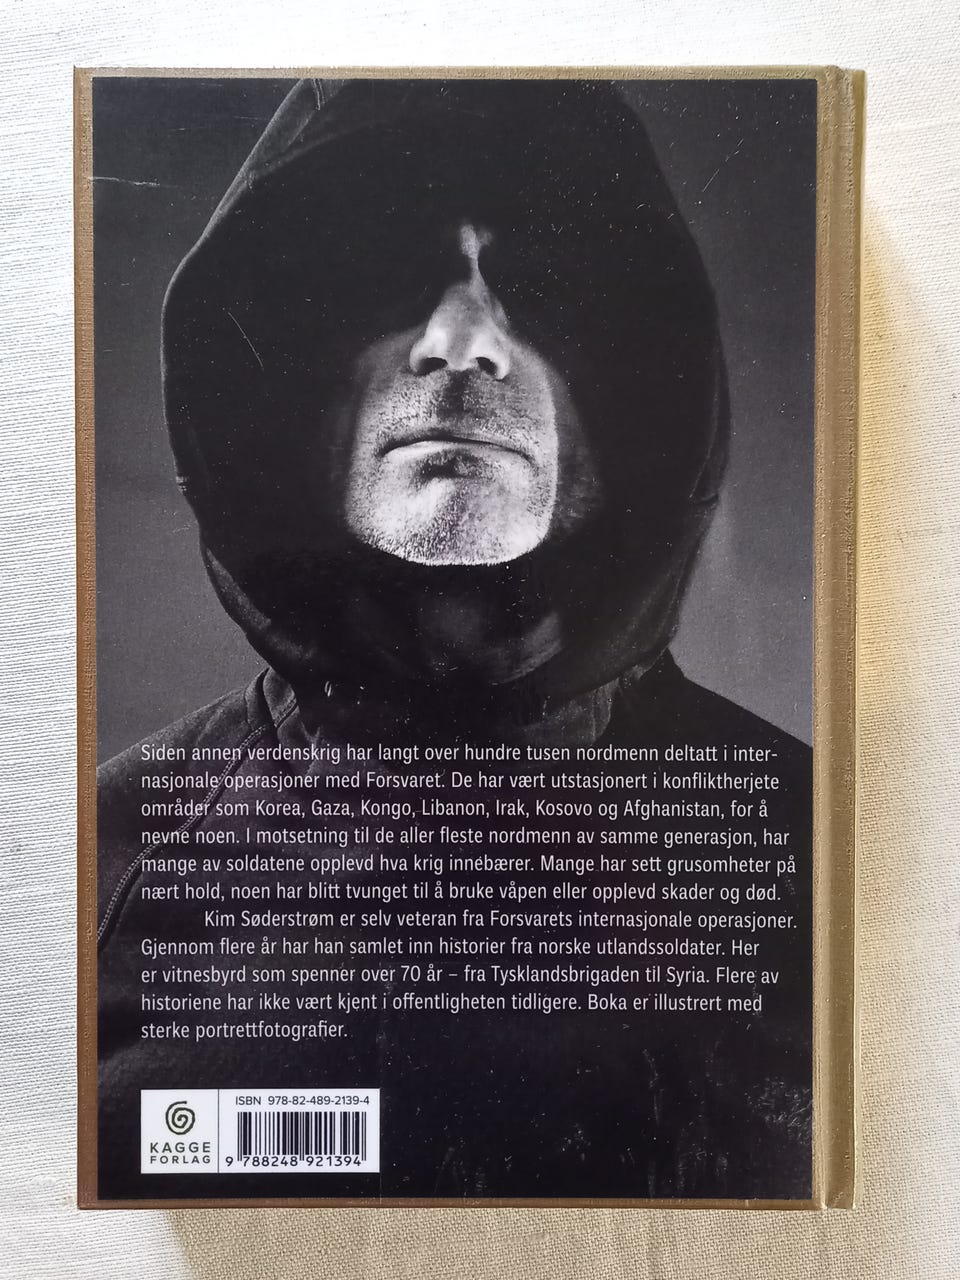 Siden annen verdenskrig har langt over hundre tusen nordmenn deltatt i inter-
nasjonale operasjoner med Forsvaret. De har vært utstasjonert i konfliktherjete
områder som Korea, Gaza, Kongo, Libanon, Irak, Kosovo og Afghanistan, for å
nevne noen. I motsetning til de aller fleste nordmenn av samme generasjon, har
mange av soldatene opplevd hva krig innebærer. Mange har sett grusomheter på
nært hold, noen har blitt tvunget til å bruke våpen eller opplevd skader og død.
Kim Søderstrøm er selv veteran fra Forsvarets internasjonale operasjoner.
Gjennom flere år har han samlet inn historier fra norske utlandssoldater. Her
er vitnesbyrd som spenner over 70 år – fra Tysklandsbrigaden til Syria. Flere av
historiene har ikke vært kjent i offentligheten tidligere. Boka er illustrert med
sterke portrettfotografier.
ISBN 978-82-489-2139-4
KAGGE
FORLAG
9 788248 921394